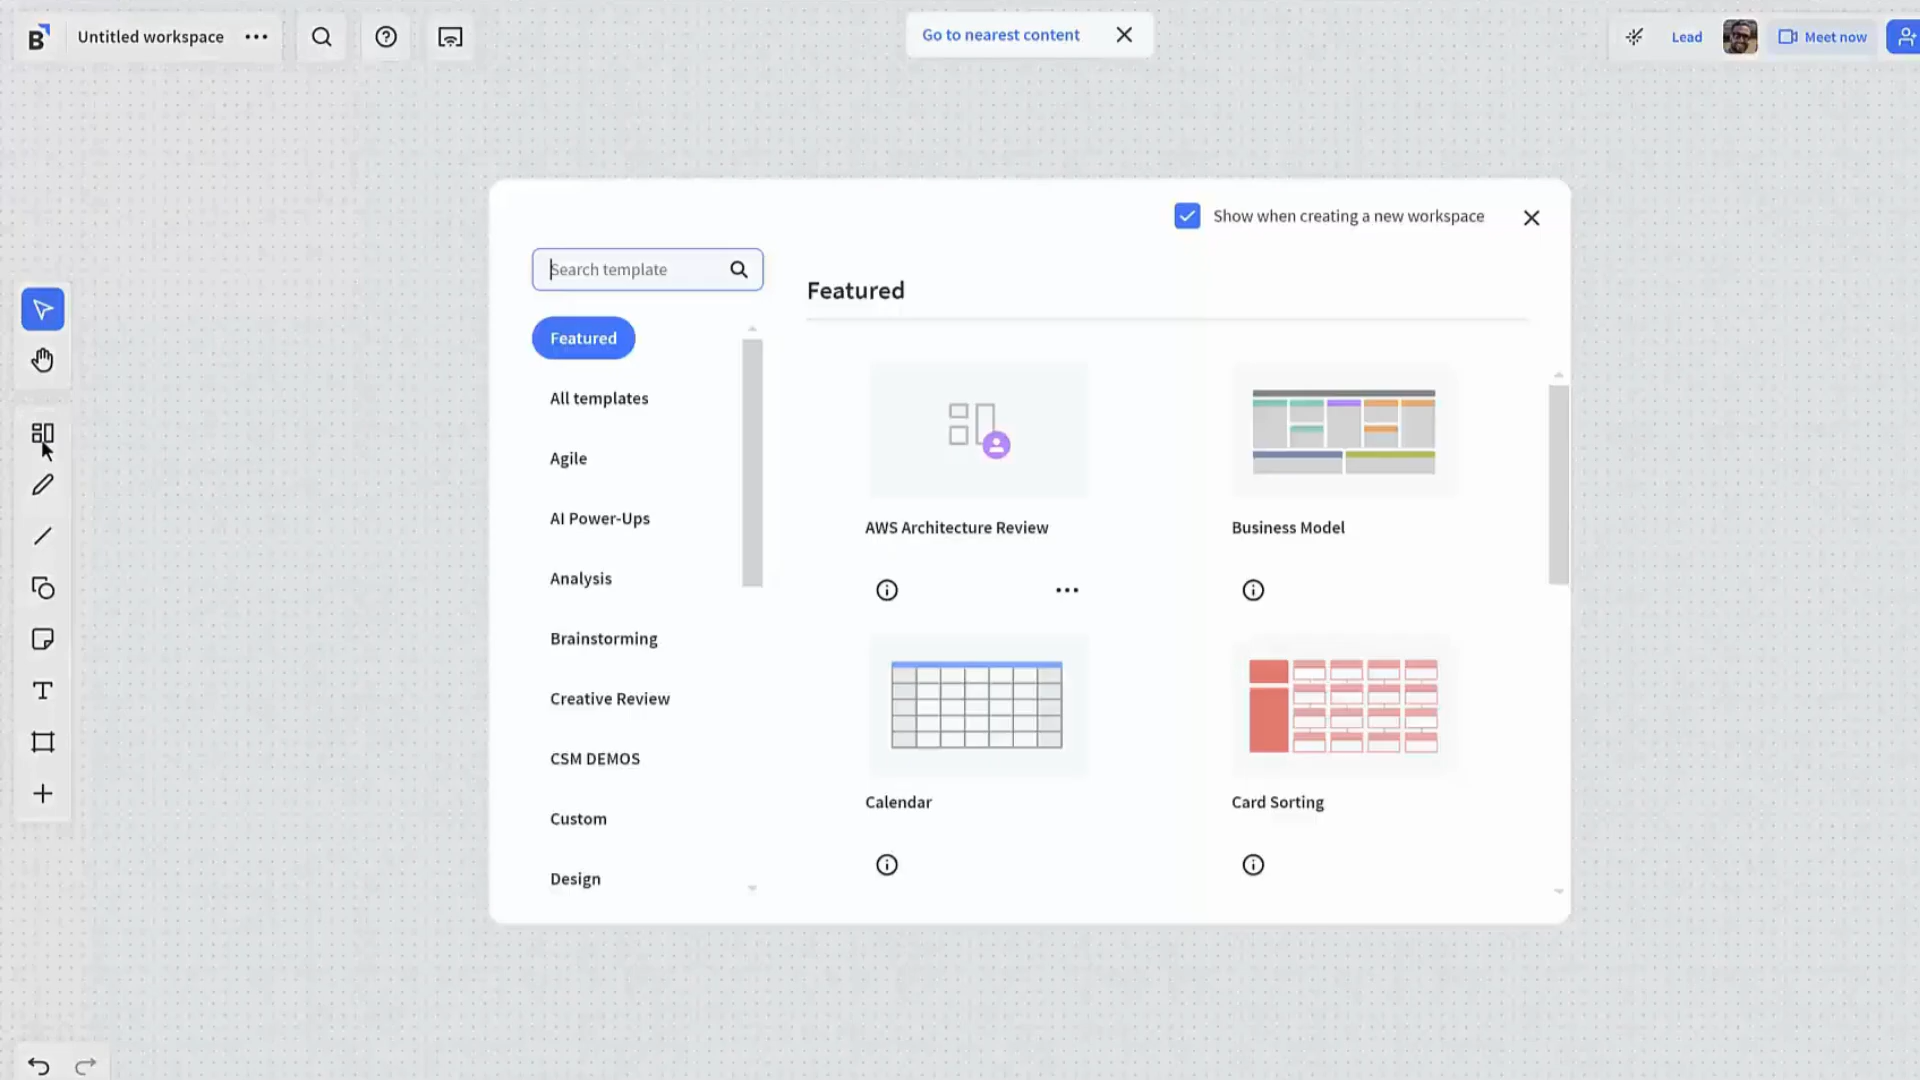 B Untitled workspace
Go to nearest content
Lead
Meet now
Show when creating a new workspace
Search template
Featured
All templates
Agile
AI Power-Ups
Analysis
Brainstorming
Creative Review
CSM DEMOS
Custom
Design
Featured
AWS Architecture Review
Business Model
Calendar
Card Sorting